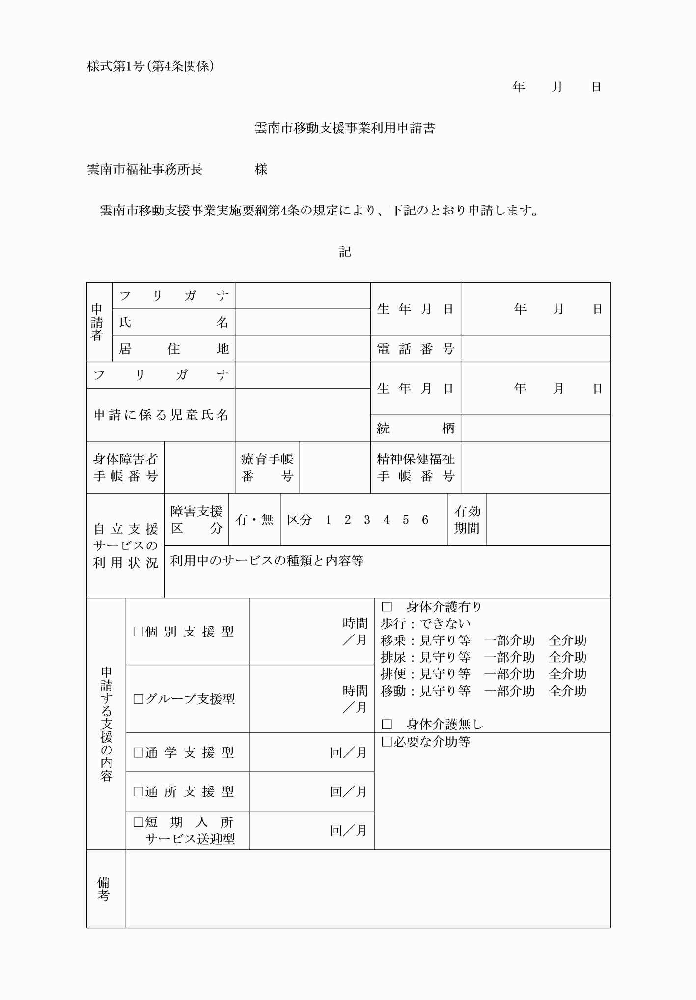 様式第1号(第4条関係)
年　　月　　日
雲南市移動支援事業利用申請書
雲南市福祉事務所長　　　　様
雲南市移動支援事業実施要綱第4条の規定により、下記のとおり申請します。
記
申請者
フリガナ
氏名
生年月日
年　　月　　日
居住地
電話番号
フリガナ
生年月日
年　　月　　日
申請に係る児童氏名
続柄
身体障害者
手帳番号
療育手帳
番号
精神保健福祉
手帳番号
自立支援
サービスの
利用状況
障害支援
区分
有・無
区分　1　2　3　4　5　6
有効
期間
利用中のサービスの種類と内容等
申請する支援の内容
□個別支援型
時間
／月
□グループ支援型
時間
／月
□　身体介護有り
歩行：できない
移乗：見守り等　一部介助　全介助
排尿：見守り等　一部介助　全介助
排便：見守り等　一部介助　全介助
移動：見守り等　一部介助　全介助
□　身体介護無し
□通学支援型
回／月
□必要な介助等
□通所支援型
回／月
□短期入所
サービス送迎型
回／月
備考